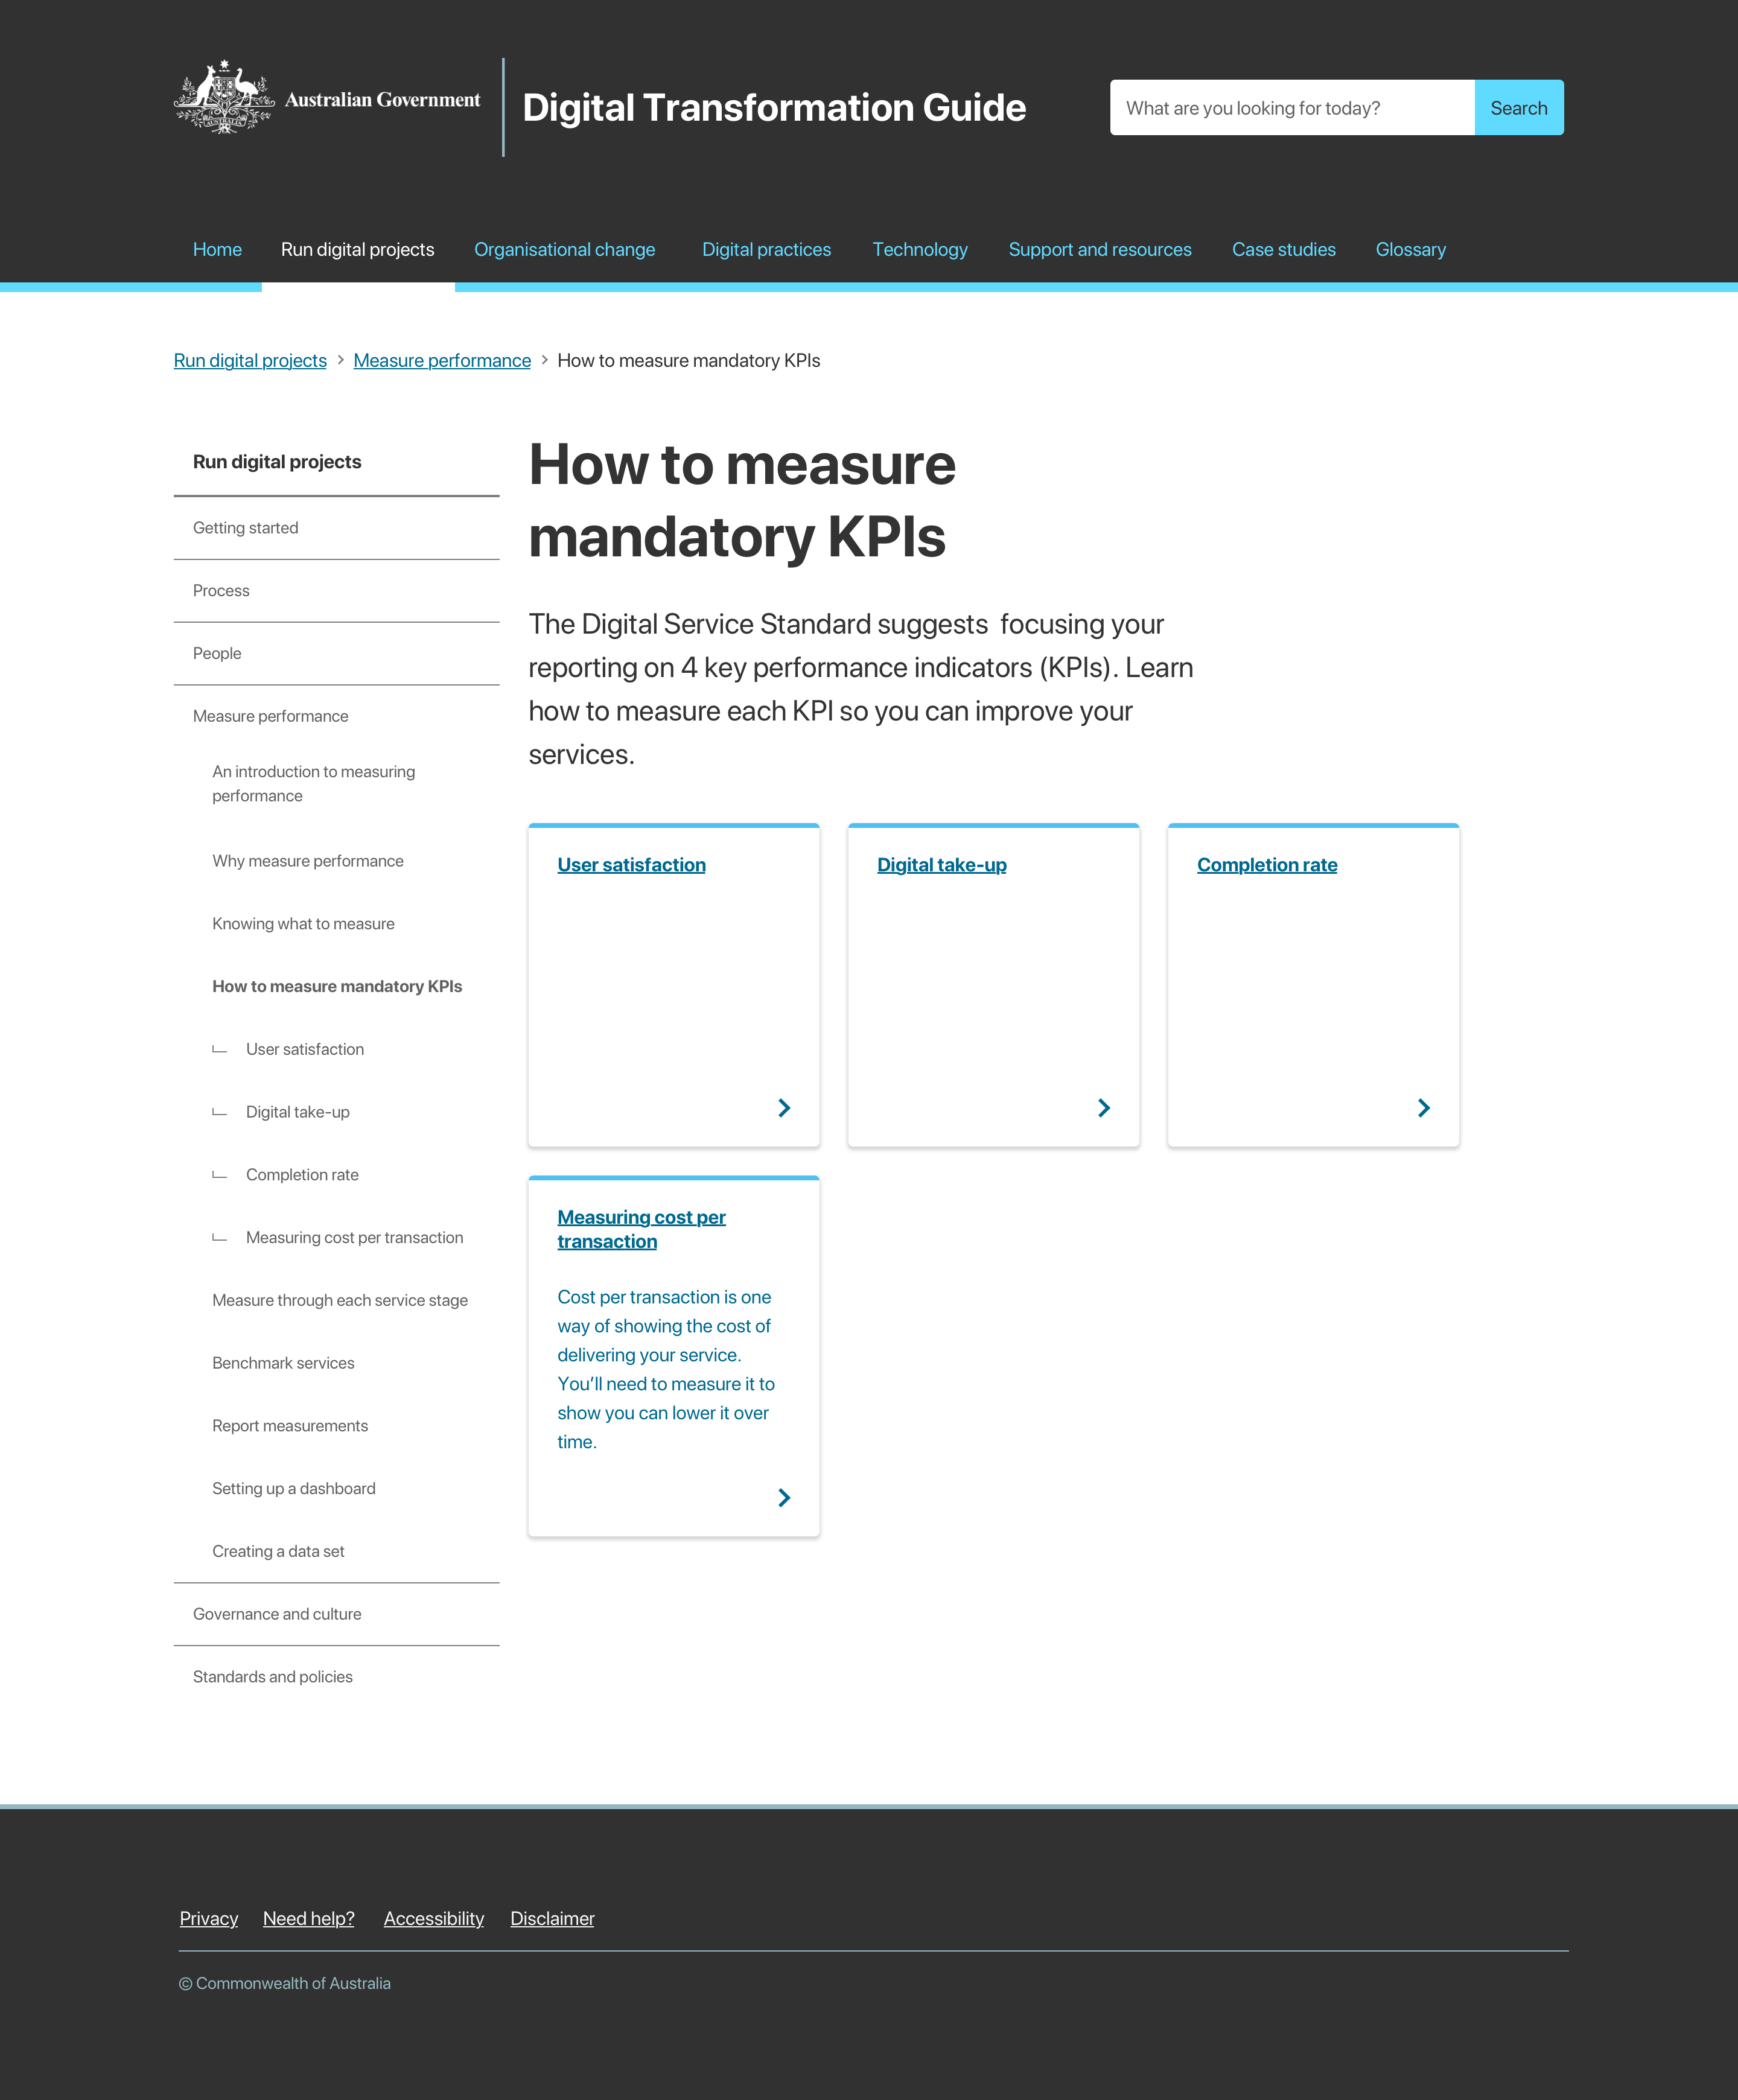 Australian Government
Digital Transformation Guide
What are you looking for today?
Search
Home
Run digital projects
Organisational change
Digital practices
Technology
Support and resources
Case studies
Glossary
Run digital projects > Measure performance > How to measure mandatory KPIs
Run digital projects
Getting started
Process
People
Measure performance
An introduction to measuring
performance
Why measure performance
Knowing what to measure
How to measure mandatory KPIs
User satisfaction
Digital take-up
Completion rate
Measuring cost per transaction
Measure through each service stage
Benchmark services
Report measurements
Setting up a dashboard
Creating a data set
Governance and culture
Standards and policies
How to measure
mandatory KPIs
The Digital Service Standard suggests  focusing your
reporting on 4 key performance indicators (KPIs). Learn
how to measure each KPI so you can improve your
services.
User satisfaction
Digital take-up
Completion rate
Measuring cost per
transaction
Cost per transaction is one
way of showing the cost of
delivering your service.
You’ll need to measure it to
show you can lower it over
time.
Privacy
Need help?
Accessibility
Disclaimer
© Commonwealth of Australia